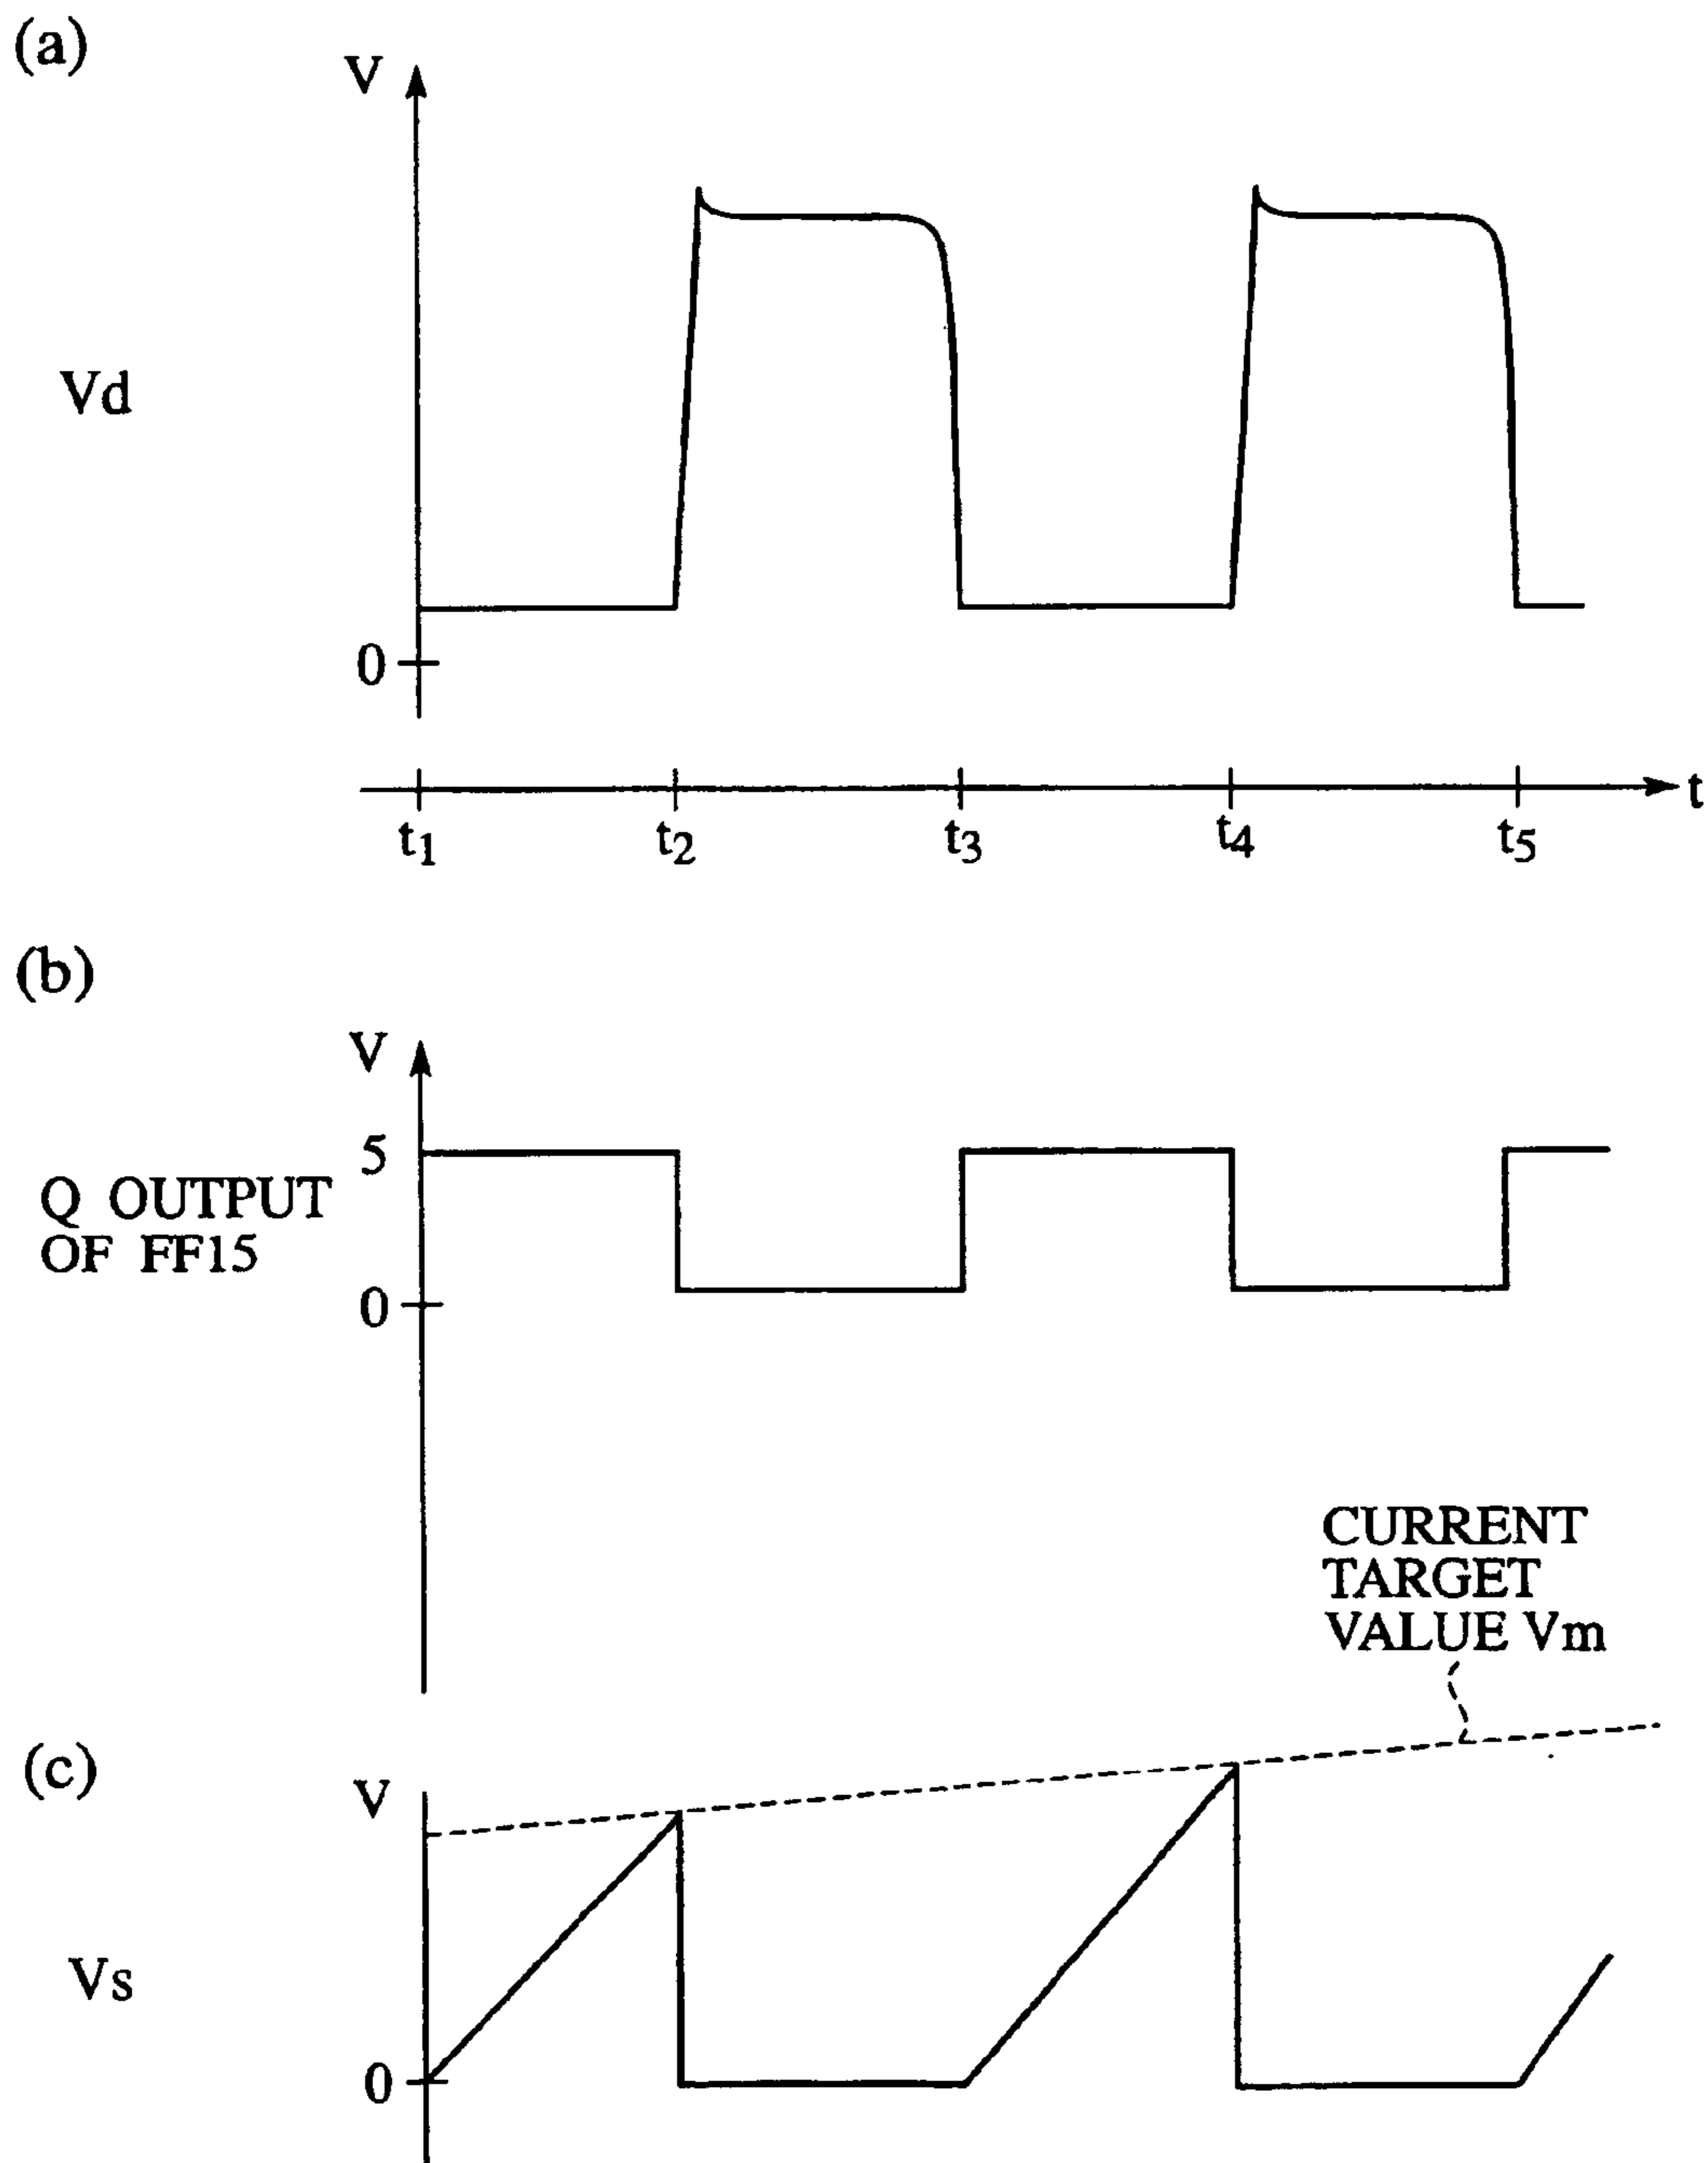 (a)
V
Vd
0
t
t1 t2 t3 t4 t5
(b)
V
5
Q OUTPUT
OF FF15
0
CURRENT
TARGET
VALUE Vm
(c)
V
Vs
0